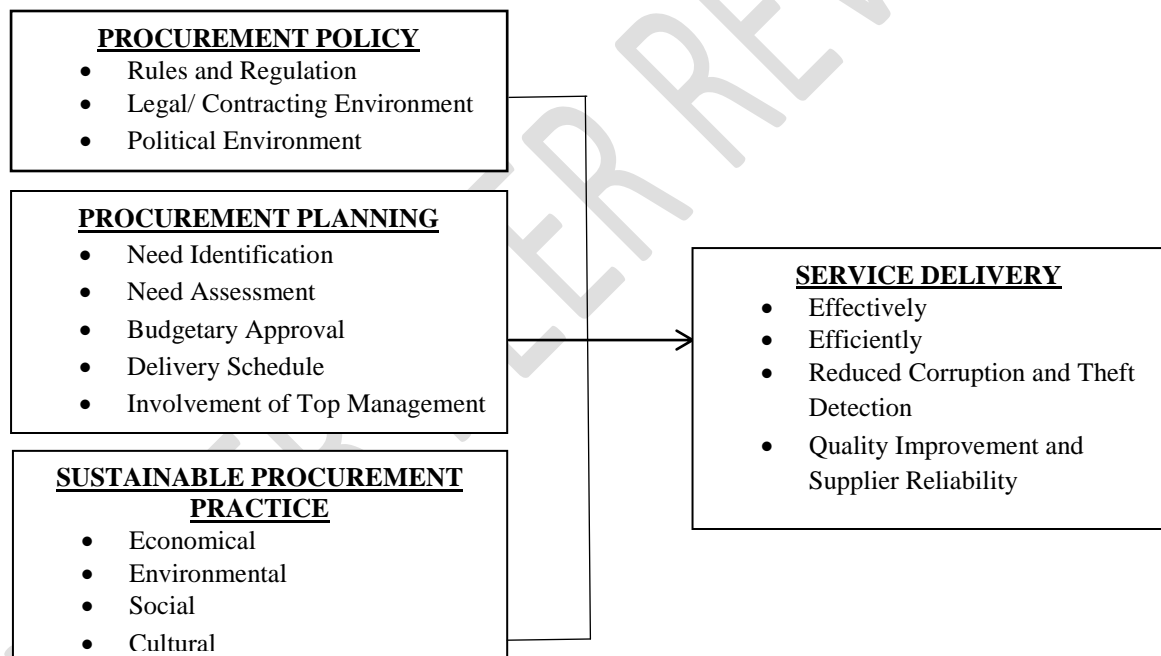 PROCUREMENT POLICY
• Rules and Regulation
• Legal/ Contracting Environment
• Political Environment
PROCUREMENT PLANNING
• Need Identification
• Need Assessment
• Budgetary Approval
• Delivery Schedule
• Involvement of Top Management
SUSTAINABLE PROCUREMENT
PRACTICE
• Economical
• Environmental
• Social
• Cultural
SERVICE DELIVERY
• Effectively
• Efficiently
• Reduced Corruption and Theft
Detection
• Quality Improvement and
Supplier Reliability